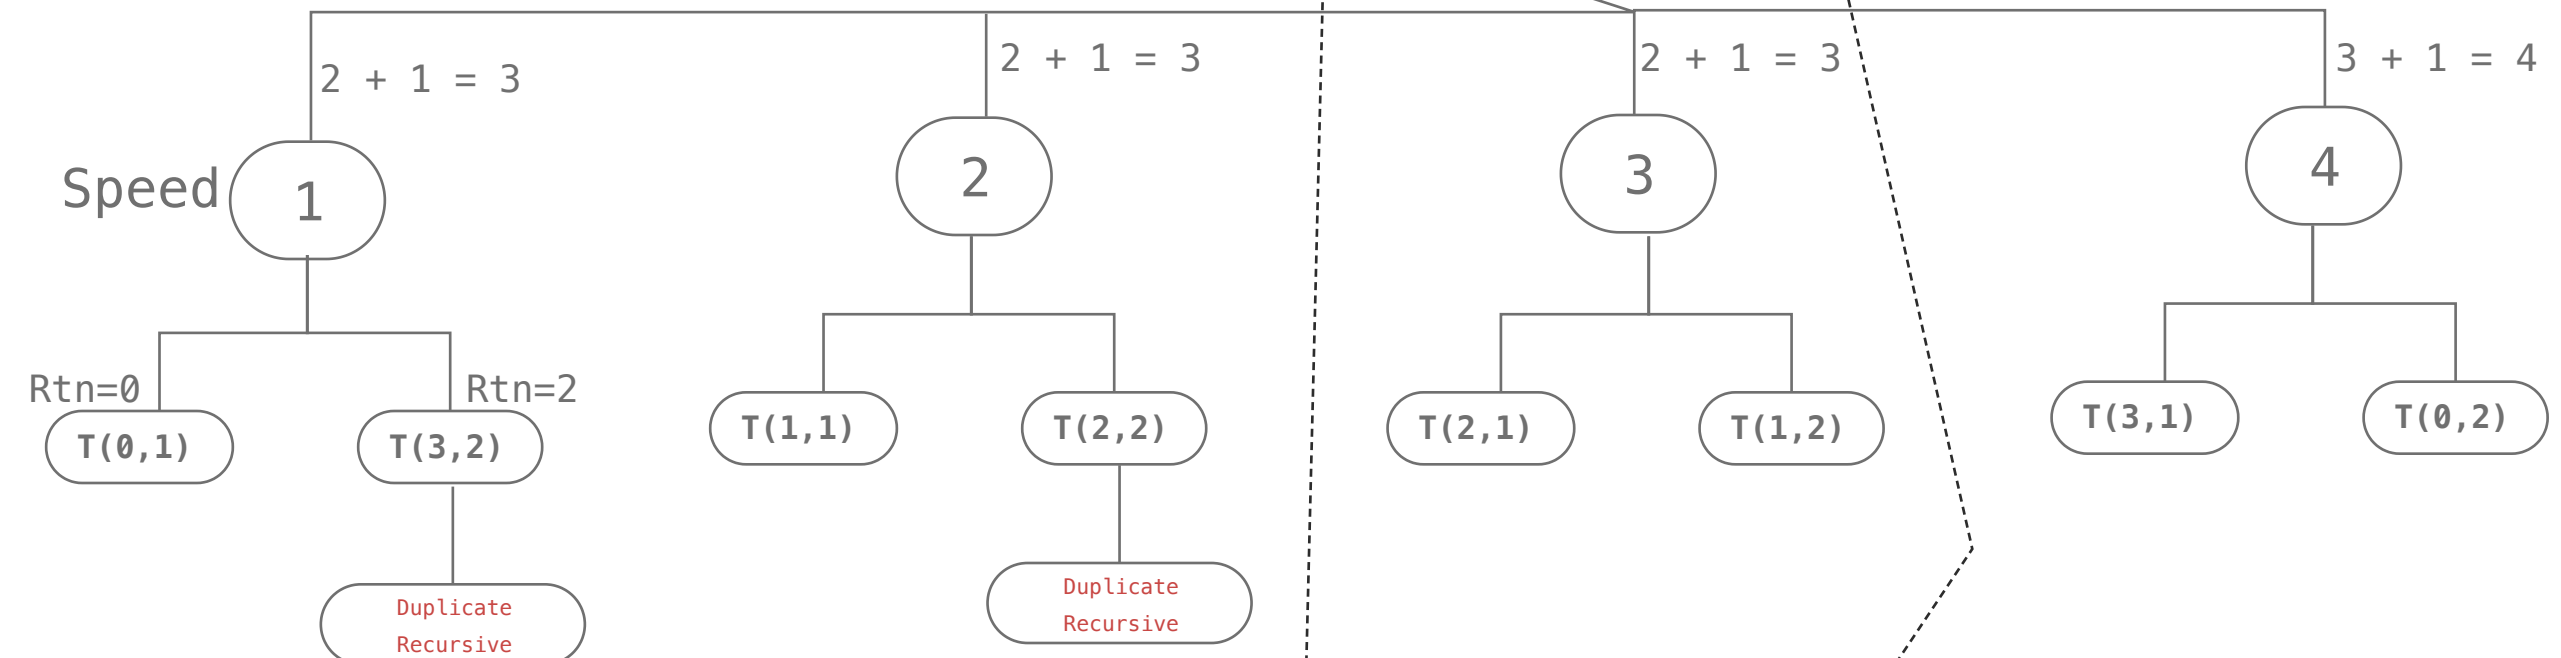 2 + 1 = 3
2 + 1 = 3
2 + 1 = 3
3 + 1 = 4
Speed
1
2
3
4
Rtn=0
Rtn=2
T(0,1)
T(3,2)
T(1,1)
T(2,2)
T(2,1)
T(1,2)
T(3,1)
T(0,2)
Duplicate
Recursive
Duplicate
Recursive